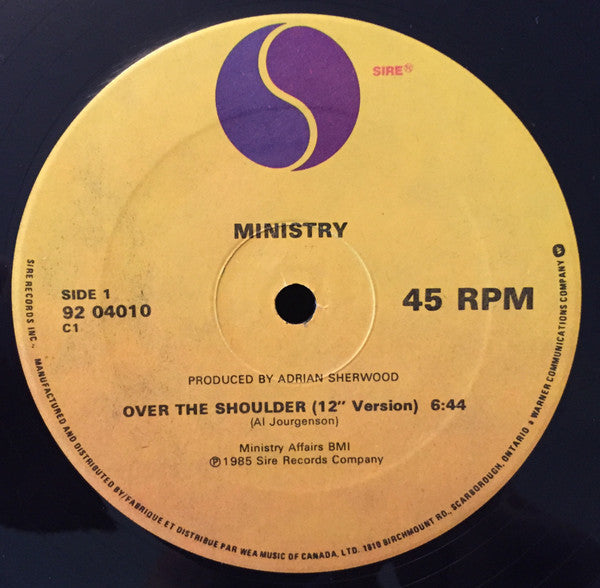 SIRE®
MINISTRY
SIDE 1
92 04010
C1
45 RPM
PRODUCED BY ADRIAN SHERWOOD
OVER THE SHOULDER (12" Version) 6:44
(Al Jourgenson)
Ministry Affairs BMI
Ⓟ1985 Sire Records Company
SIRE RECORDS INC. ~ MANUFACTURED AND DISTRIBUTED BY/FABRIQUE ET DISTRIBUE PAR WEA MUSIC OF CANADA, LTD. 1810 BIRCHMOUNT RD., SCARBOROUGH, ONTARIO a WARNER COMMUNICATIONS COMPANY